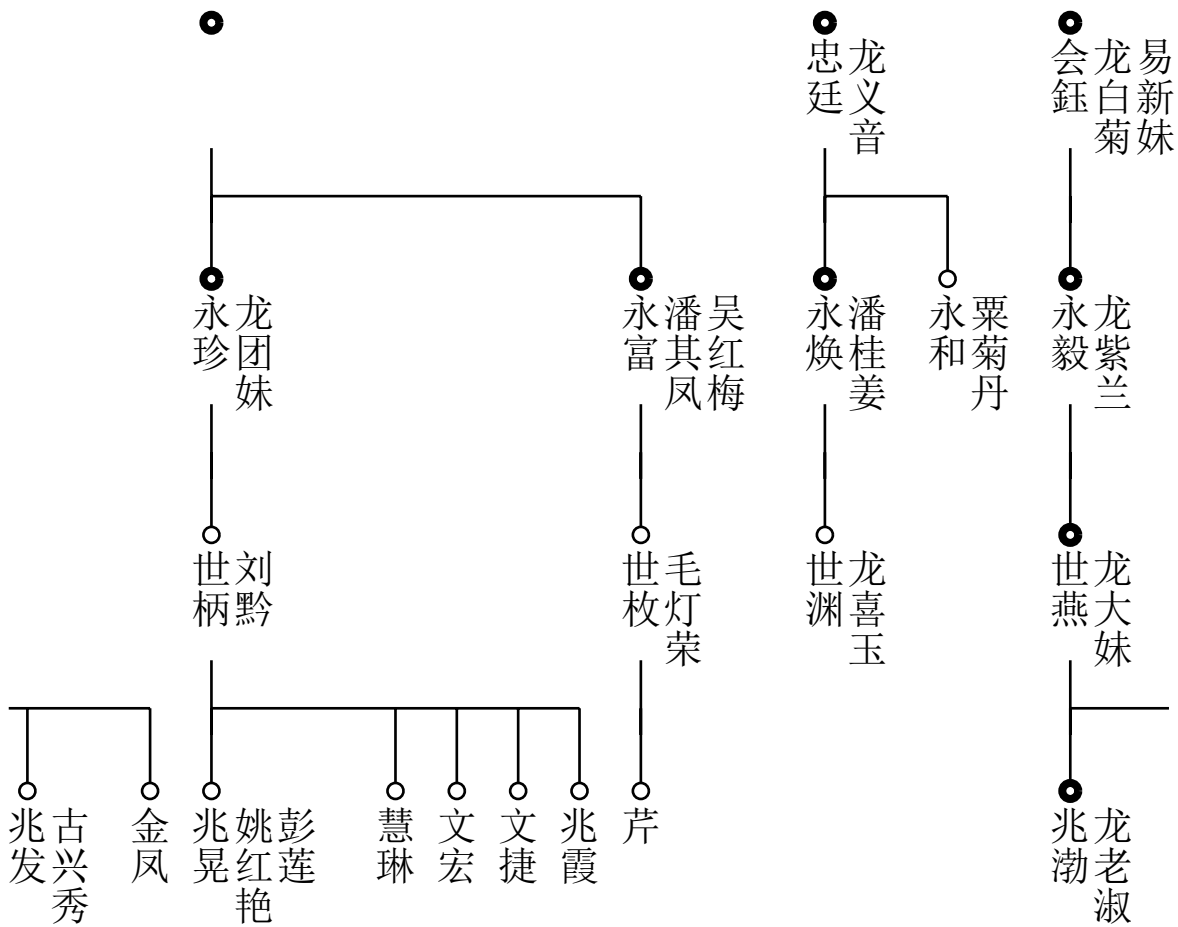 忠廷
龙义音
会鈺
龙白菊
易新妹
永珍
龙团妹
永富
潘其凤
吴红梅
永焕
潘桂姜
永和
粟菊丹
永毅
龙紫兰
世柄
刘黔
世枚
毛灯荣
世渊
龙喜玉
世燕
龙大妹
兆发
古兴秀
金凤
兆晃
姚红艳
彭莲
慧琳
文宏
文捷
兆霞
芹
兆渤
龙老淑